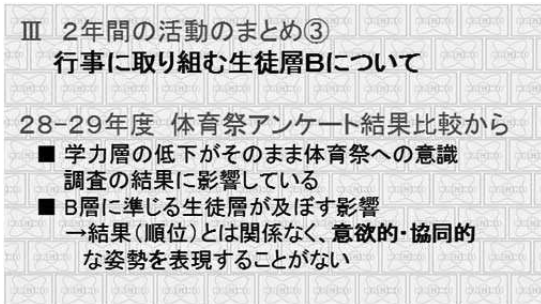 Ⅲ 2年間の活動のまとめ③
行事に取り組む生徒層Bについて
28-29年度 体育祭アンケート結果比較から
■ 学力層の低下がそのまま体育祭への意識
調査の結果に影響している
■ B層に準じる生徒層が及ぼす影響
→結果(順位)とは関係なく、意欲的・協同的
な姿勢を表現することがない